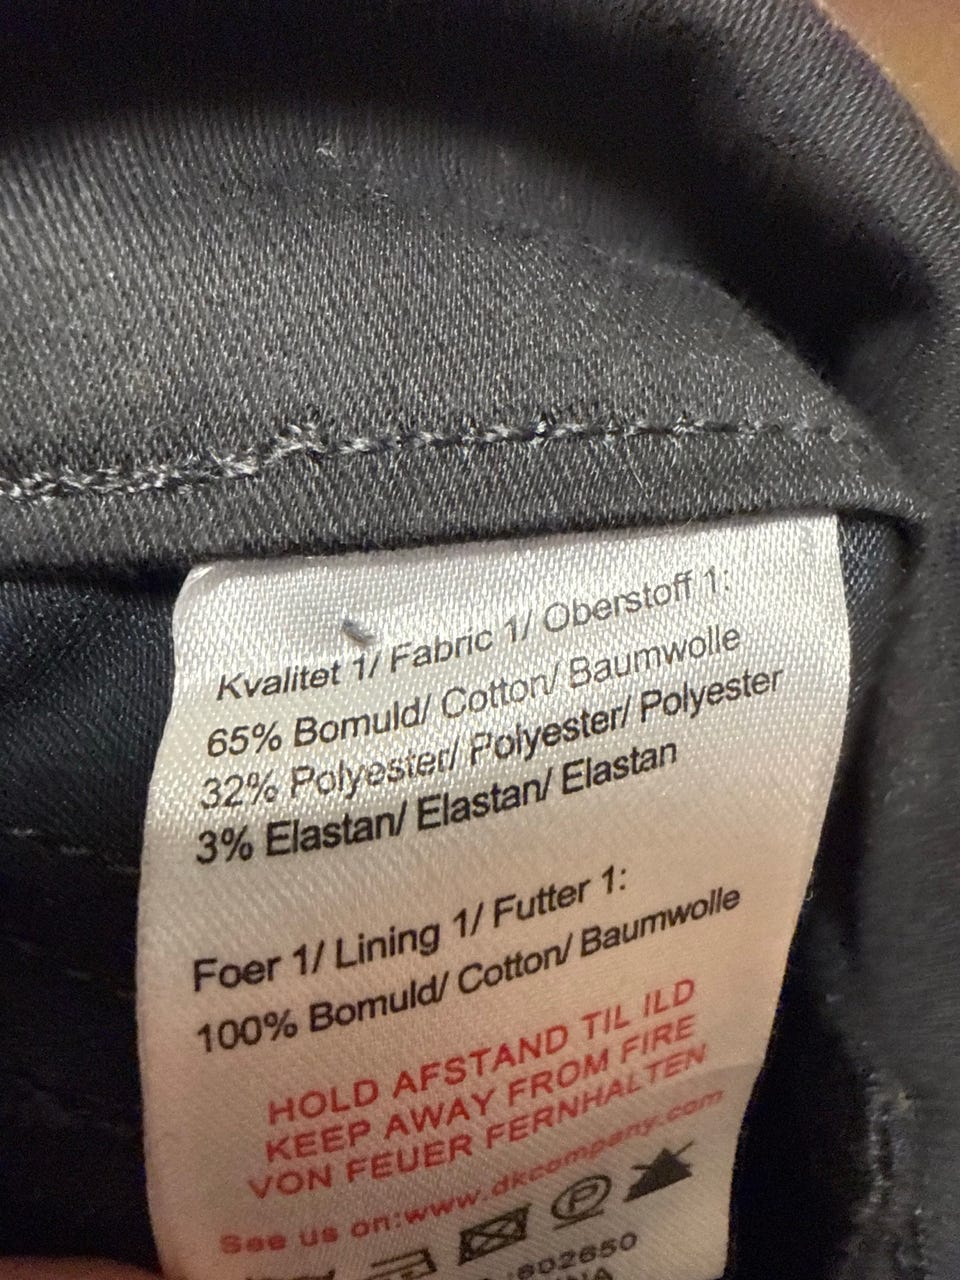 Kvalitet 1/ Fabric 1/ Oberstoff 1:
65% Bomuld/ Cotton/ Baumwolle
32% Polyester/ Polyester/ Polyester
3% Elastan/ Elastan/ Elastan
Foer 1/ Lining 1/ Futter 1:
100% Bomuld/ Cotton/ Baumwolle
HOLD AFSTAND TIL ILD
KEEP AWAY FROM FIRE
VON FEUER FERNHALTEN
See us on:www.dkcompany.com
P
:802650